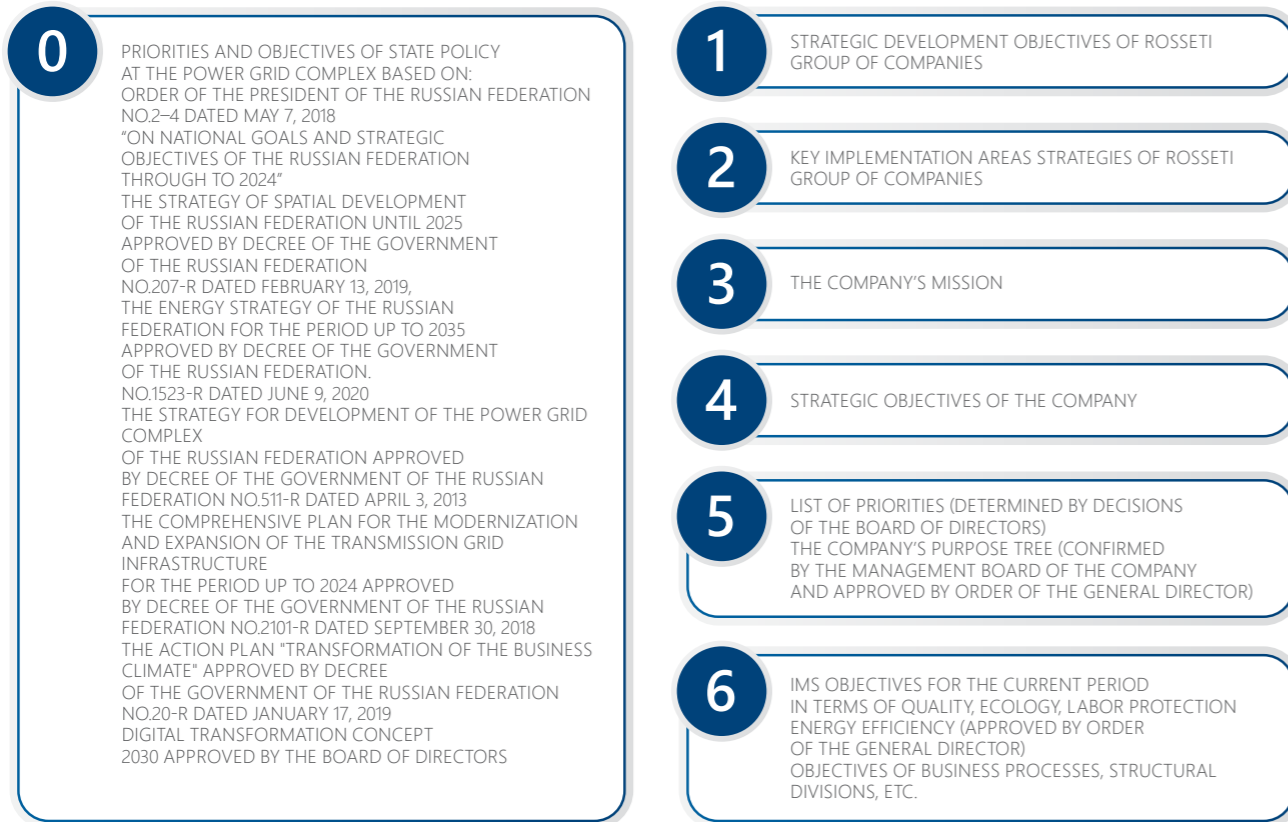 0
PRIORITIES AND OBJECTIVES OF STATE POLICY
AT THE POWER GRID COMPLEX BASED ON:
ORDER OF THE PRESIDENT OF THE RUSSIAN FEDERATION
NO.2–4 DATED MAY 7, 2018
"ON NATIONAL GOALS AND STRATEGIC
OBJECTIVES OF THE RUSSIAN FEDERATION
THROUGH TO 2024"
THE STRATEGY OF SPATIAL DEVELOPMENT
OF THE RUSSIAN FEDERATION UNTIL 2025
APPROVED BY DECREE OF THE GOVERNMENT
OF THE RUSSIAN FEDERATION
NO.207-R DATED FEBRUARY 13, 2019,
THE ENERGY STRATEGY OF THE RUSSIAN
FEDERATION FOR THE PERIOD UP TO 2035
APPROVED BY DECREE OF THE GOVERNMENT
OF THE RUSSIAN FEDERATION.
NO.1523-R DATED JUNE 9, 2020
THE STRATEGY FOR DEVELOPMENT OF THE POWER GRID
COMPLEX
OF THE RUSSIAN FEDERATION APPROVED
BY DECREE OF THE GOVERNMENT OF THE RUSSIAN
FEDERATION NO.511-R DATED APRIL 3, 2013
THE COMPREHENSIVE PLAN FOR THE MODERNIZATION
AND EXPANSION OF THE TRANSMISSION GRID
INFRASTRUCTURE
FOR THE PERIOD UP TO 2024 APPROVED
BY DECREE OF THE GOVERNMENT OF THE RUSSIAN
FEDERATION NO.2101-R DATED SEPTEMBER 30, 2018
THE ACTION PLAN "TRANSFORMATION OF THE BUSINESS
CLIMATE" APPROVED BY DECREE
OF THE GOVERNMENT OF THE RUSSIAN FEDERATION
NO.20-R DATED JANUARY 17, 2019
DIGITAL TRANSFORMATION CONCEPT
2030 APPROVED BY THE BOARD OF DIRECTORS
1
STRATEGIC DEVELOPMENT OBJECTIVES OF ROSSETI
GROUP OF COMPANIES
2
KEY IMPLEMENTATION AREAS STRATEGIES OF ROSSETI
GROUP OF COMPANIES
3
THE COMPANY'S MISSION
4
STRATEGIC OBJECTIVES OF THE COMPANY
5
LIST OF PRIORITIES (DETERMINED BY DECISIONS
OF THE BOARD OF DIRECTORS)
THE COMPANY'S PURPOSE TREE (CONFIRMED
BY THE MANAGEMENT BOARD OF THE COMPANY
AND APPROVED BY ORDER OF THE GENERAL DIRECTOR)
6
IMS OBJECTIVES FOR THE CURRENT PERIOD
IN TERMS OF QUALITY, ECOLOGY, LABOR PROTECTION
ENERGY EFFICIENCY (APPROVED BY ORDER
OF THE GENERAL DIRECTOR)
OBJECTIVES OF BUSINESS PROCESSES, STRUCTURAL
DIVISIONS, ETC.